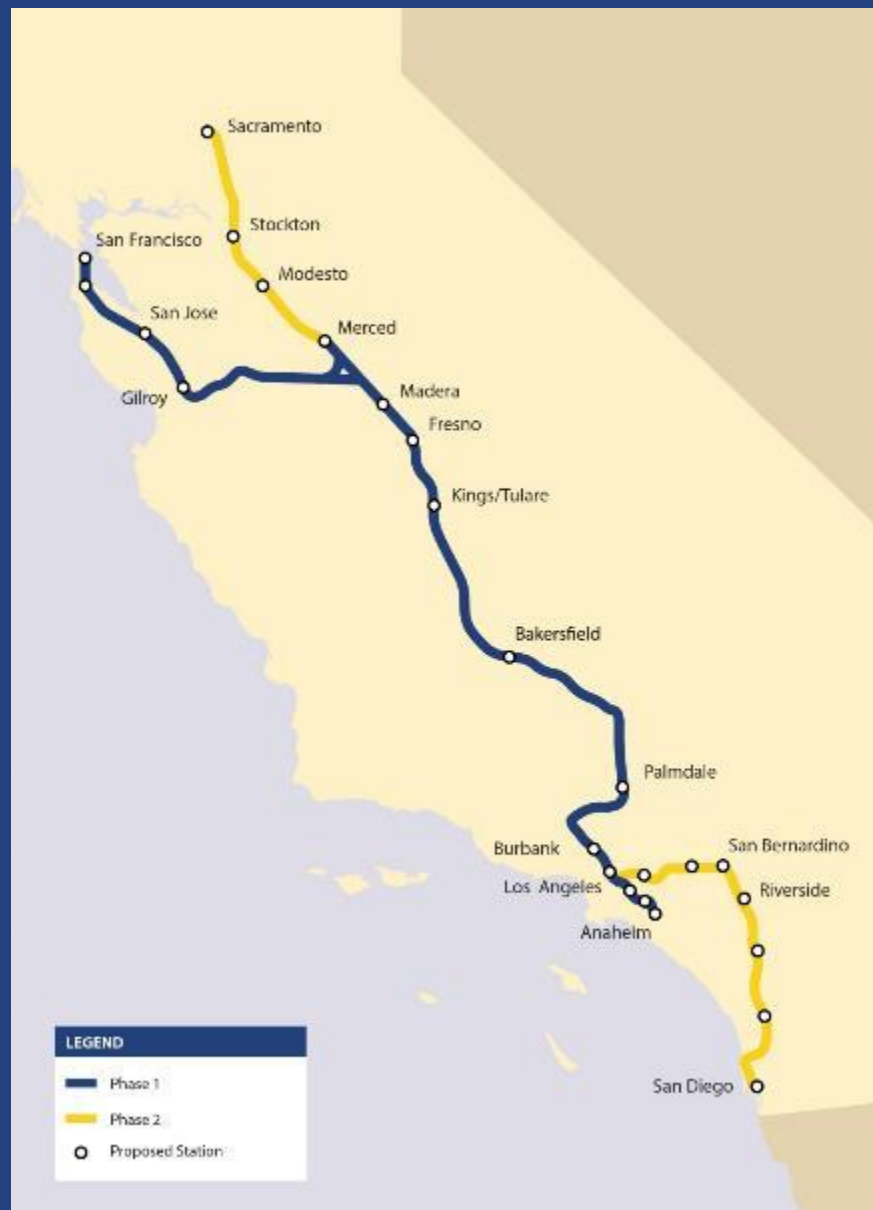 Sacramento
Stockton
San Francisco
Modesto
San Jose
Merced
Gilroy
Madera
Fresno
Kings/Tulare
Bakersfield
Palmdale
Burbank
San Bernardino
Los Angeles
Riverside
Anaheim
San Diego
LEGEND
Phase 1
Phase 2
Proposed Station